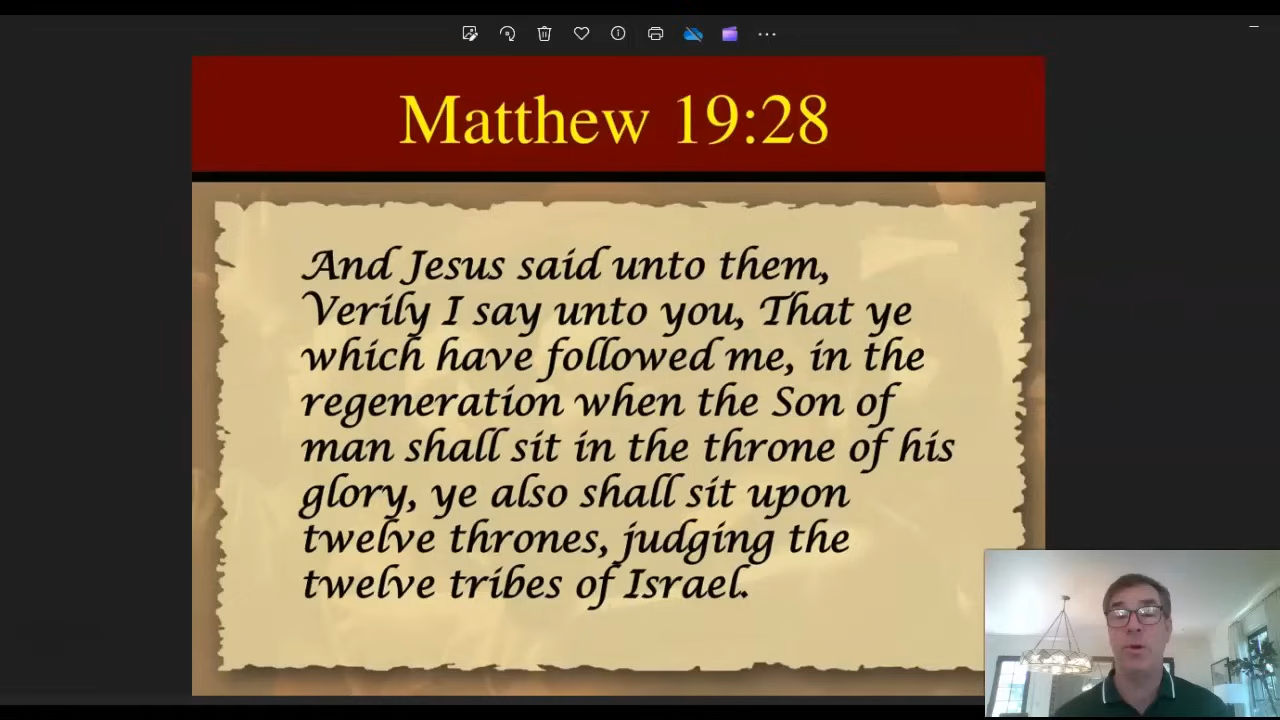 Matthew 19:28
And Jesus said unto them,
Verily I say unto you, That ye
which have followed me, in the
regeneration when the Son of
man shall sit in the throne of his
glory, ye also shall sit upon
twelve thrones, judging the
twelve tribes of Israel.